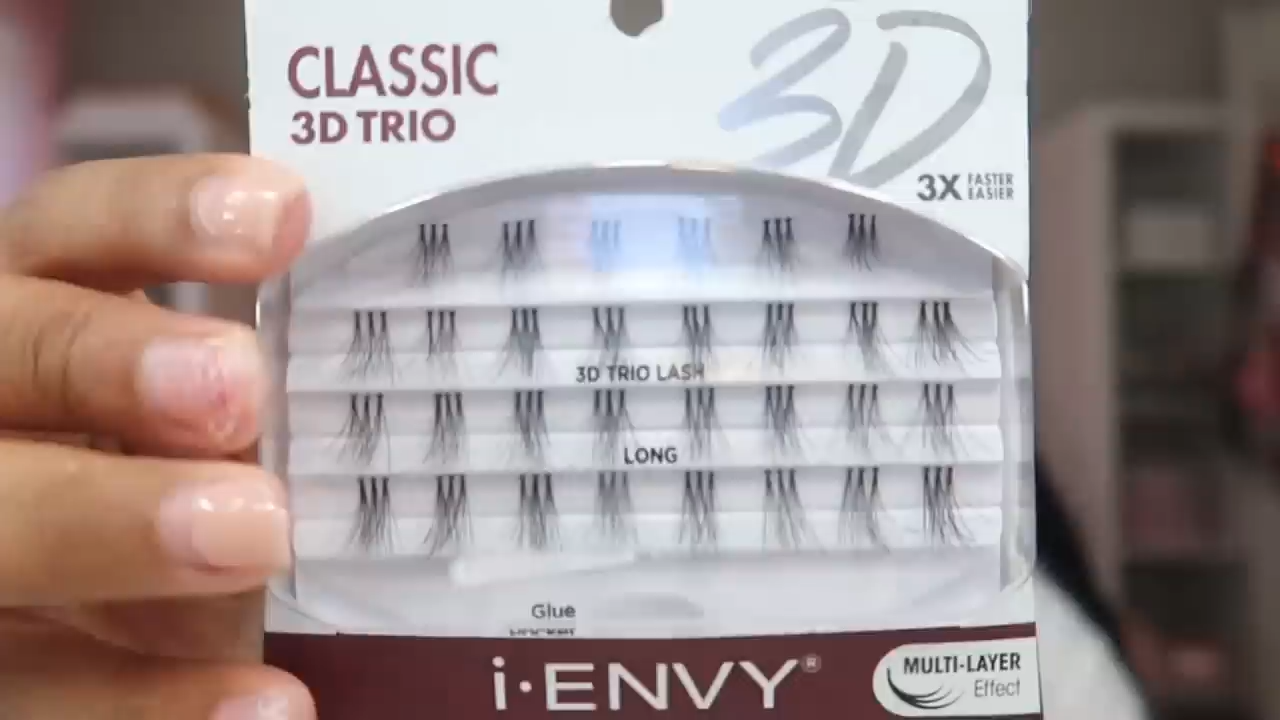 CLASSIC
3D TRIO
3D
3X FASTER
EASIER
3D TRIO LASH
LONG
Glue
i·ENVY®
MULTI-LAYER
Effect